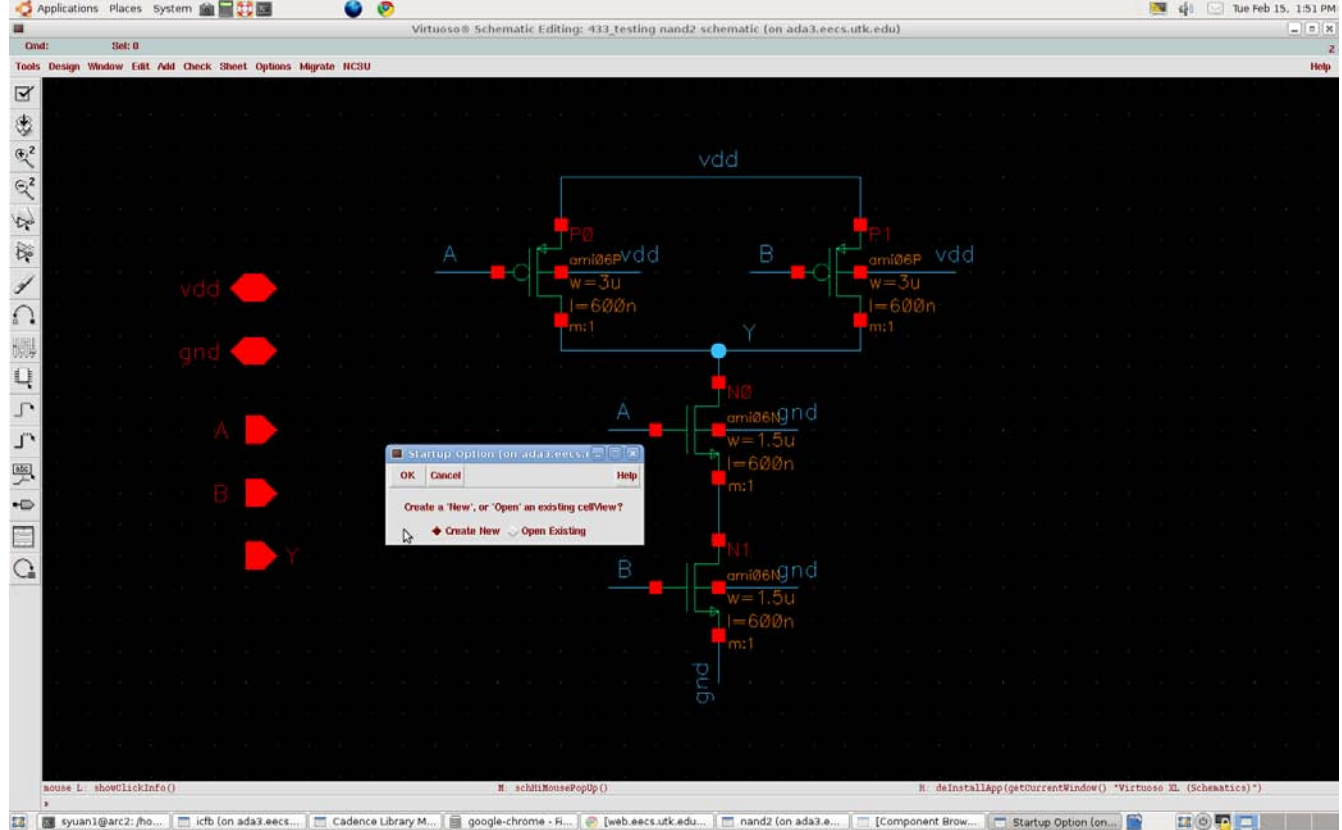 Applications Places System Tue Feb 15, 1:51 PM
Virtuoso® Schematic Editing: 433_testing nand2 schematic (on ada3.eecs.utk.edu)
Cmd: Sel: 0 2
Tools Design Window Edit Add Check Sheet Options Migrate NCSU Help
vdd
P0
P1
A
ami06P
vdd
w=3u
l=600n
m:1
B
ami06P
vdd
w=3u
l=600n
m:1
vdd
gnd
A
B
Y
Y
N0
A
ami06N
gnd
w=1.5u
l=600n
m:1
Startup Option (on ada3.eecs.
OK Cancel Help
Create a 'New', or 'Open' an existing cellView?
Create New Open Existing
N1
B
ami06N
gnd
w=1.5u
l=600n
m:1
gnd
mouse L: showClickInfo() M: schHiMousePopUp() R: deInstallApp(getCurrentWindow() "Virtuoso XL (Schematics)")
>
syuan1@arc2: /ho... icfb (on ada3.eecs... Cadence Library M... google-chrome - Fi... [web.eecs.utk.edu... nand2 (on ada3.e... [Component Brow... Startup Option (on...